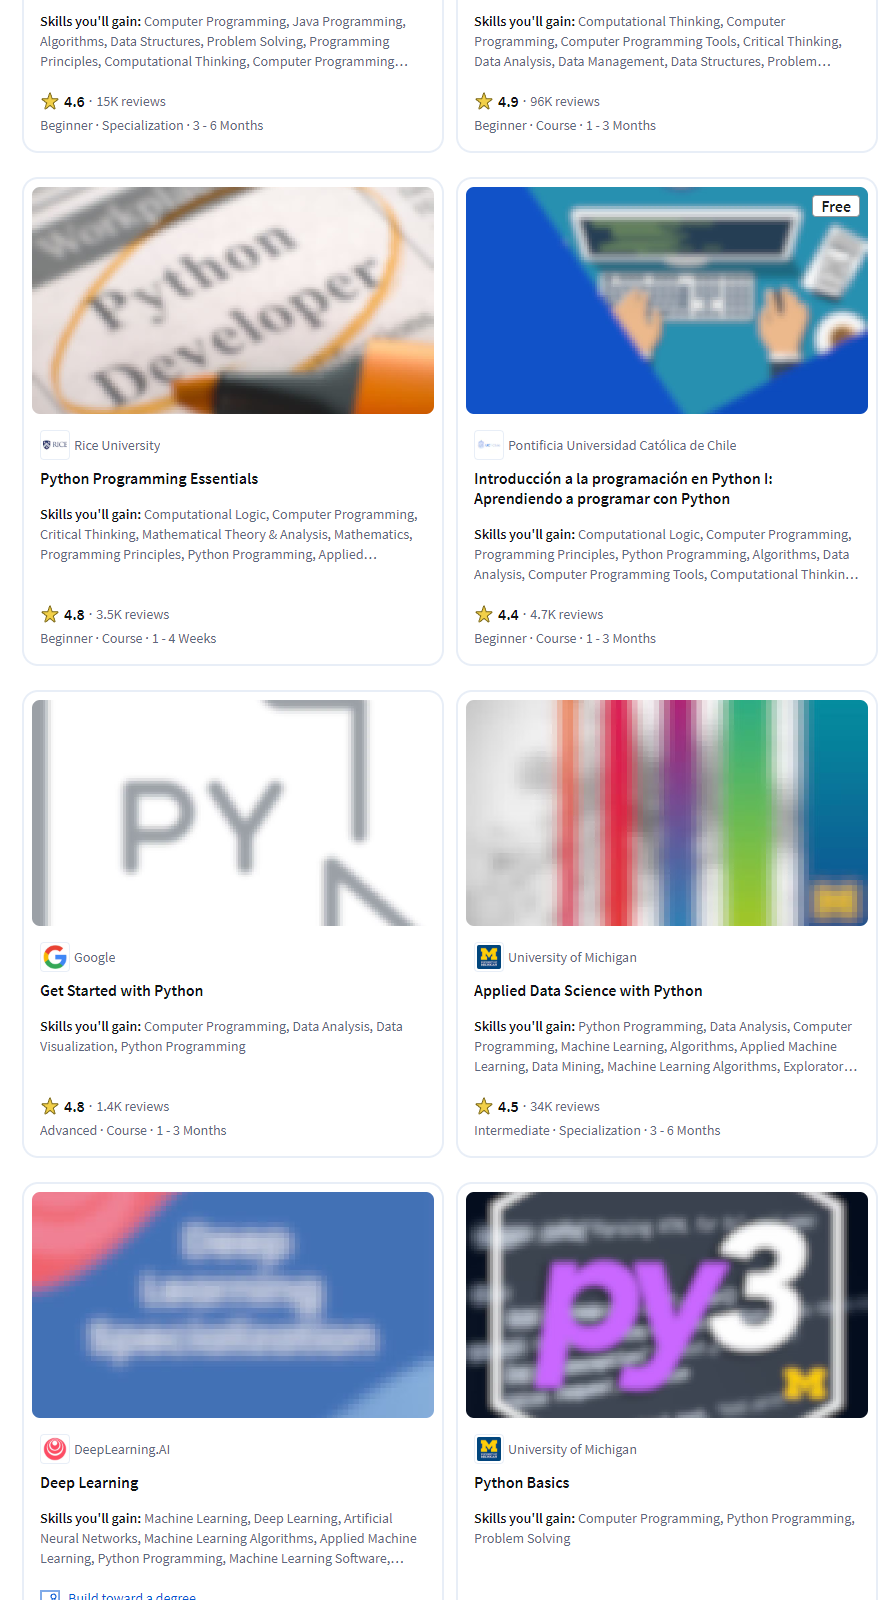 Skills you'll gain: Computer Programming, Java Programming,
Algorithms, Data Structures, Problem Solving, Programming
Principles, Computational Thinking, Computer Programming…
4.6 · 15K reviews
Beginner · Specialization · 3 - 6 Months
Skills you'll gain: Computational Thinking, Computer
Programming, Computer Programming Tools, Critical Thinking,
Data Analysis, Data Management, Data Structures, Problem…
4.9 · 96K reviews
Beginner · Course · 1 - 3 Months
Python
Developer
RICE Rice University
Python Programming Essentials
Skills you'll gain: Computational Logic, Computer Programming,
Critical Thinking, Mathematical Theory & Analysis, Mathematics,
Programming Principles, Python Programming, Applied…
4.8 · 3.5K reviews
Beginner · Course · 1 - 4 Weeks
Free
Pontificia Universidad Católica de Chile
Introducción a la programación en Python I:
Aprendiendo a programar con Python
Skills you'll gain: Computational Logic, Computer Programming,
Programming Principles, Python Programming, Algorithms, Data
Analysis, Computer Programming Tools, Computational Thinkin…
4.4 · 4.7K reviews
Beginner · Course · 1 - 3 Months
PY
Google
Get Started with Python
Skills you'll gain: Computer Programming, Data Analysis, Data
Visualization, Python Programming
4.8 · 1.4K reviews
Advanced · Course · 1 - 3 Months
University of Michigan
Applied Data Science with Python
Skills you'll gain: Python Programming, Data Analysis, Computer
Programming, Machine Learning, Algorithms, Applied Machine
Learning, Data Mining, Machine Learning Algorithms, Explorator…
4.5 · 34K reviews
Intermediate · Specialization · 3 - 6 Months
Deep
Learning
Specialization
DeepLearning.AI
Deep Learning
Skills you'll gain: Machine Learning, Deep Learning, Artificial
Neural Networks, Machine Learning Algorithms, Applied Machine
Learning, Python Programming, Machine Learning Software,…
Build toward a degree
py3
University of Michigan
Python Basics
Skills you'll gain: Computer Programming, Python Programming,
Problem Solving